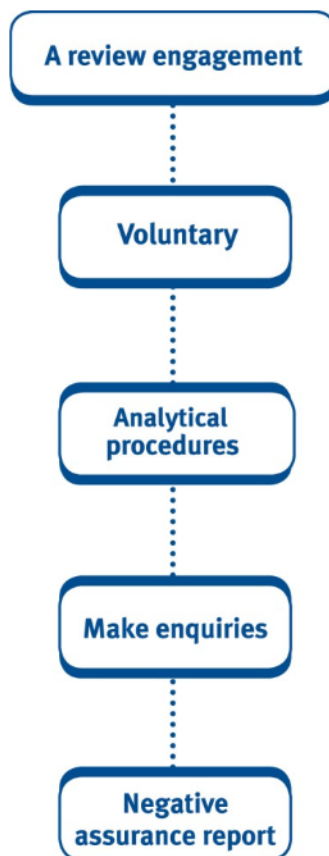 A review engagement
Voluntary
Analytical
procedures
Make enquiries
Negative
assurance report